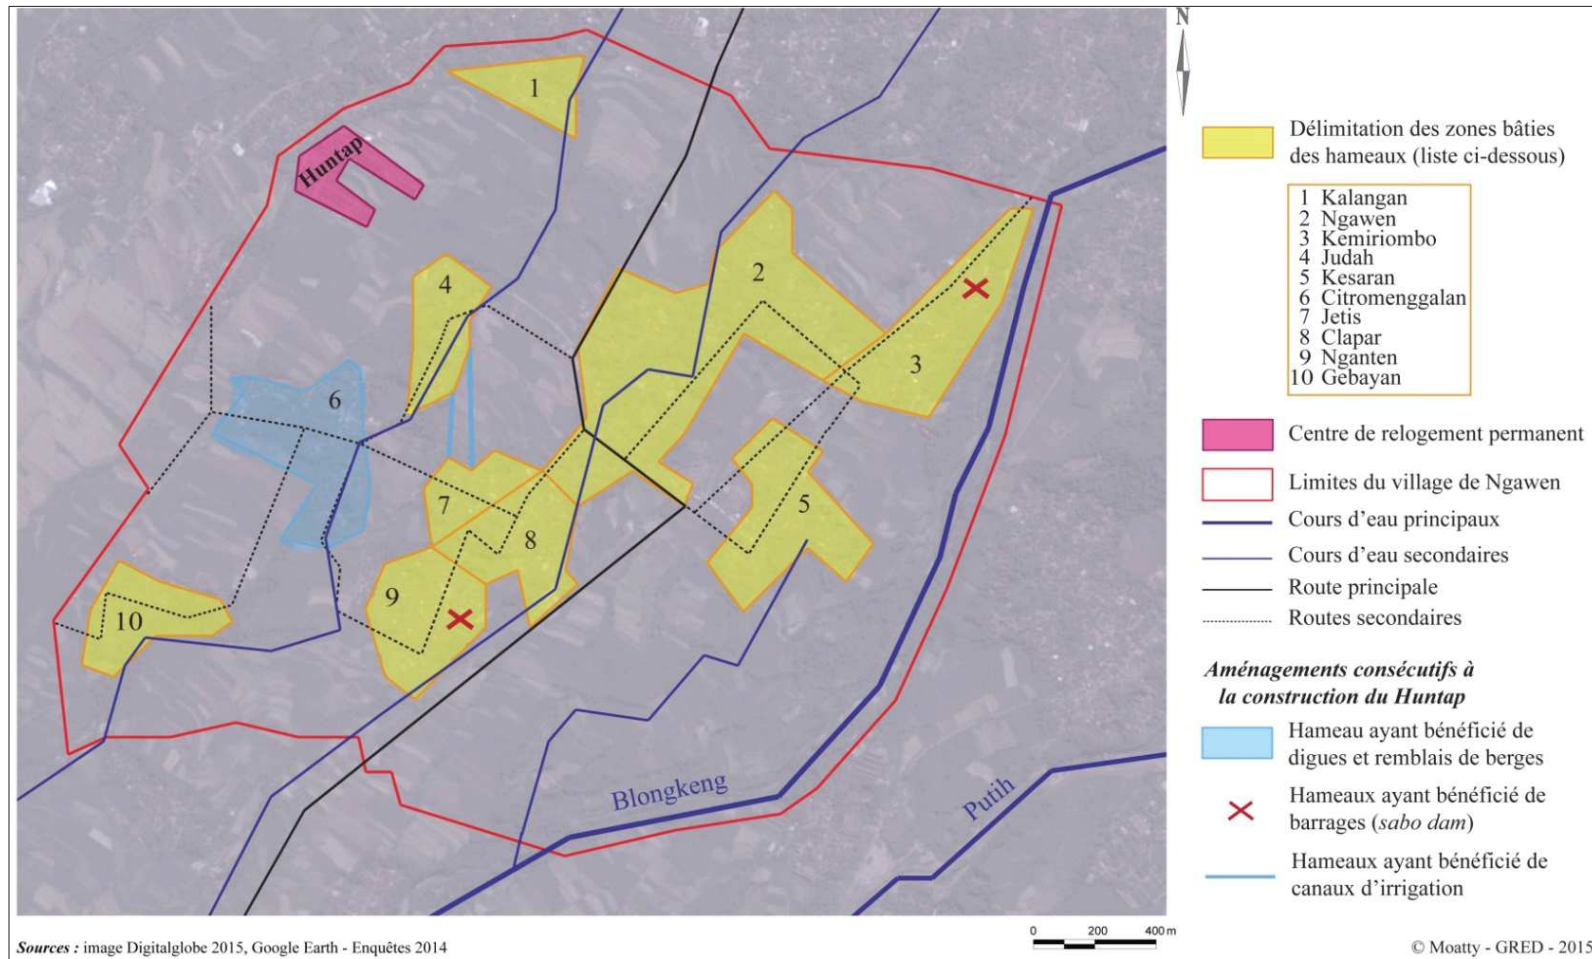 N
1
Huntap
2
4
3
6
5
7
8
9
10
Blongkeng
Putih
Délimitation des zones bâties
des hameaux (liste ci-dessous)
1 Kalangan
2 Ngawen
3 Kemiriombo
4 Judah
5 Kesaran
6 Citromenggalan
7 Jetis
8 Clapar
9 Nganten
10 Gebayan
Centre de relogement permanent
Limites du village de Ngawen
Cours d'eau principaux
Cours d'eau secondaires
Route principale
Routes secondaires
Aménagements consécutifs à
la construction du Huntap
Hameau ayant bénéficié de
digues et remblais de berges
Hameaux ayant bénéficié de
barrages (sabo dam)
Hameaux ayant bénéficié de
canaux d'irrigation
0 200 400 m
Sources : image Digitalglobe 2015, Google Earth - Enquêtes 2014
© Moatty - GRED - 2015